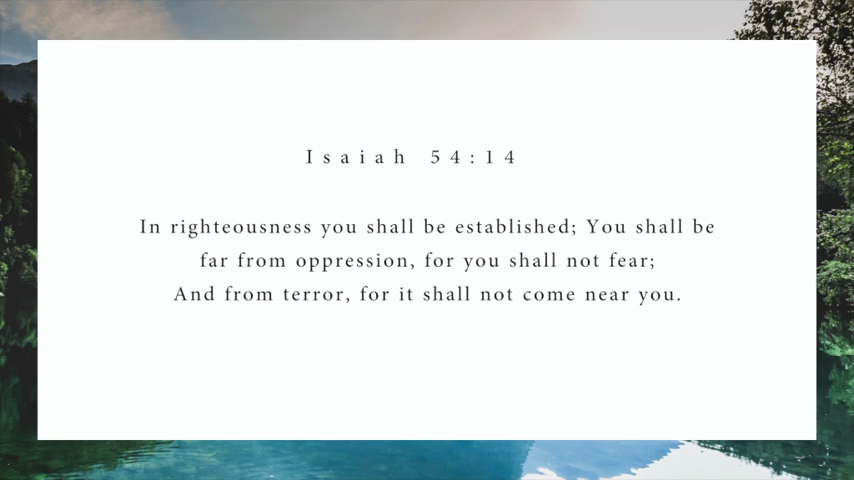 Isaiah 54:14
In righteousness you shall be established; You shall be
far from oppression, for you shall not fear;
And from terror, for it shall not come near you.